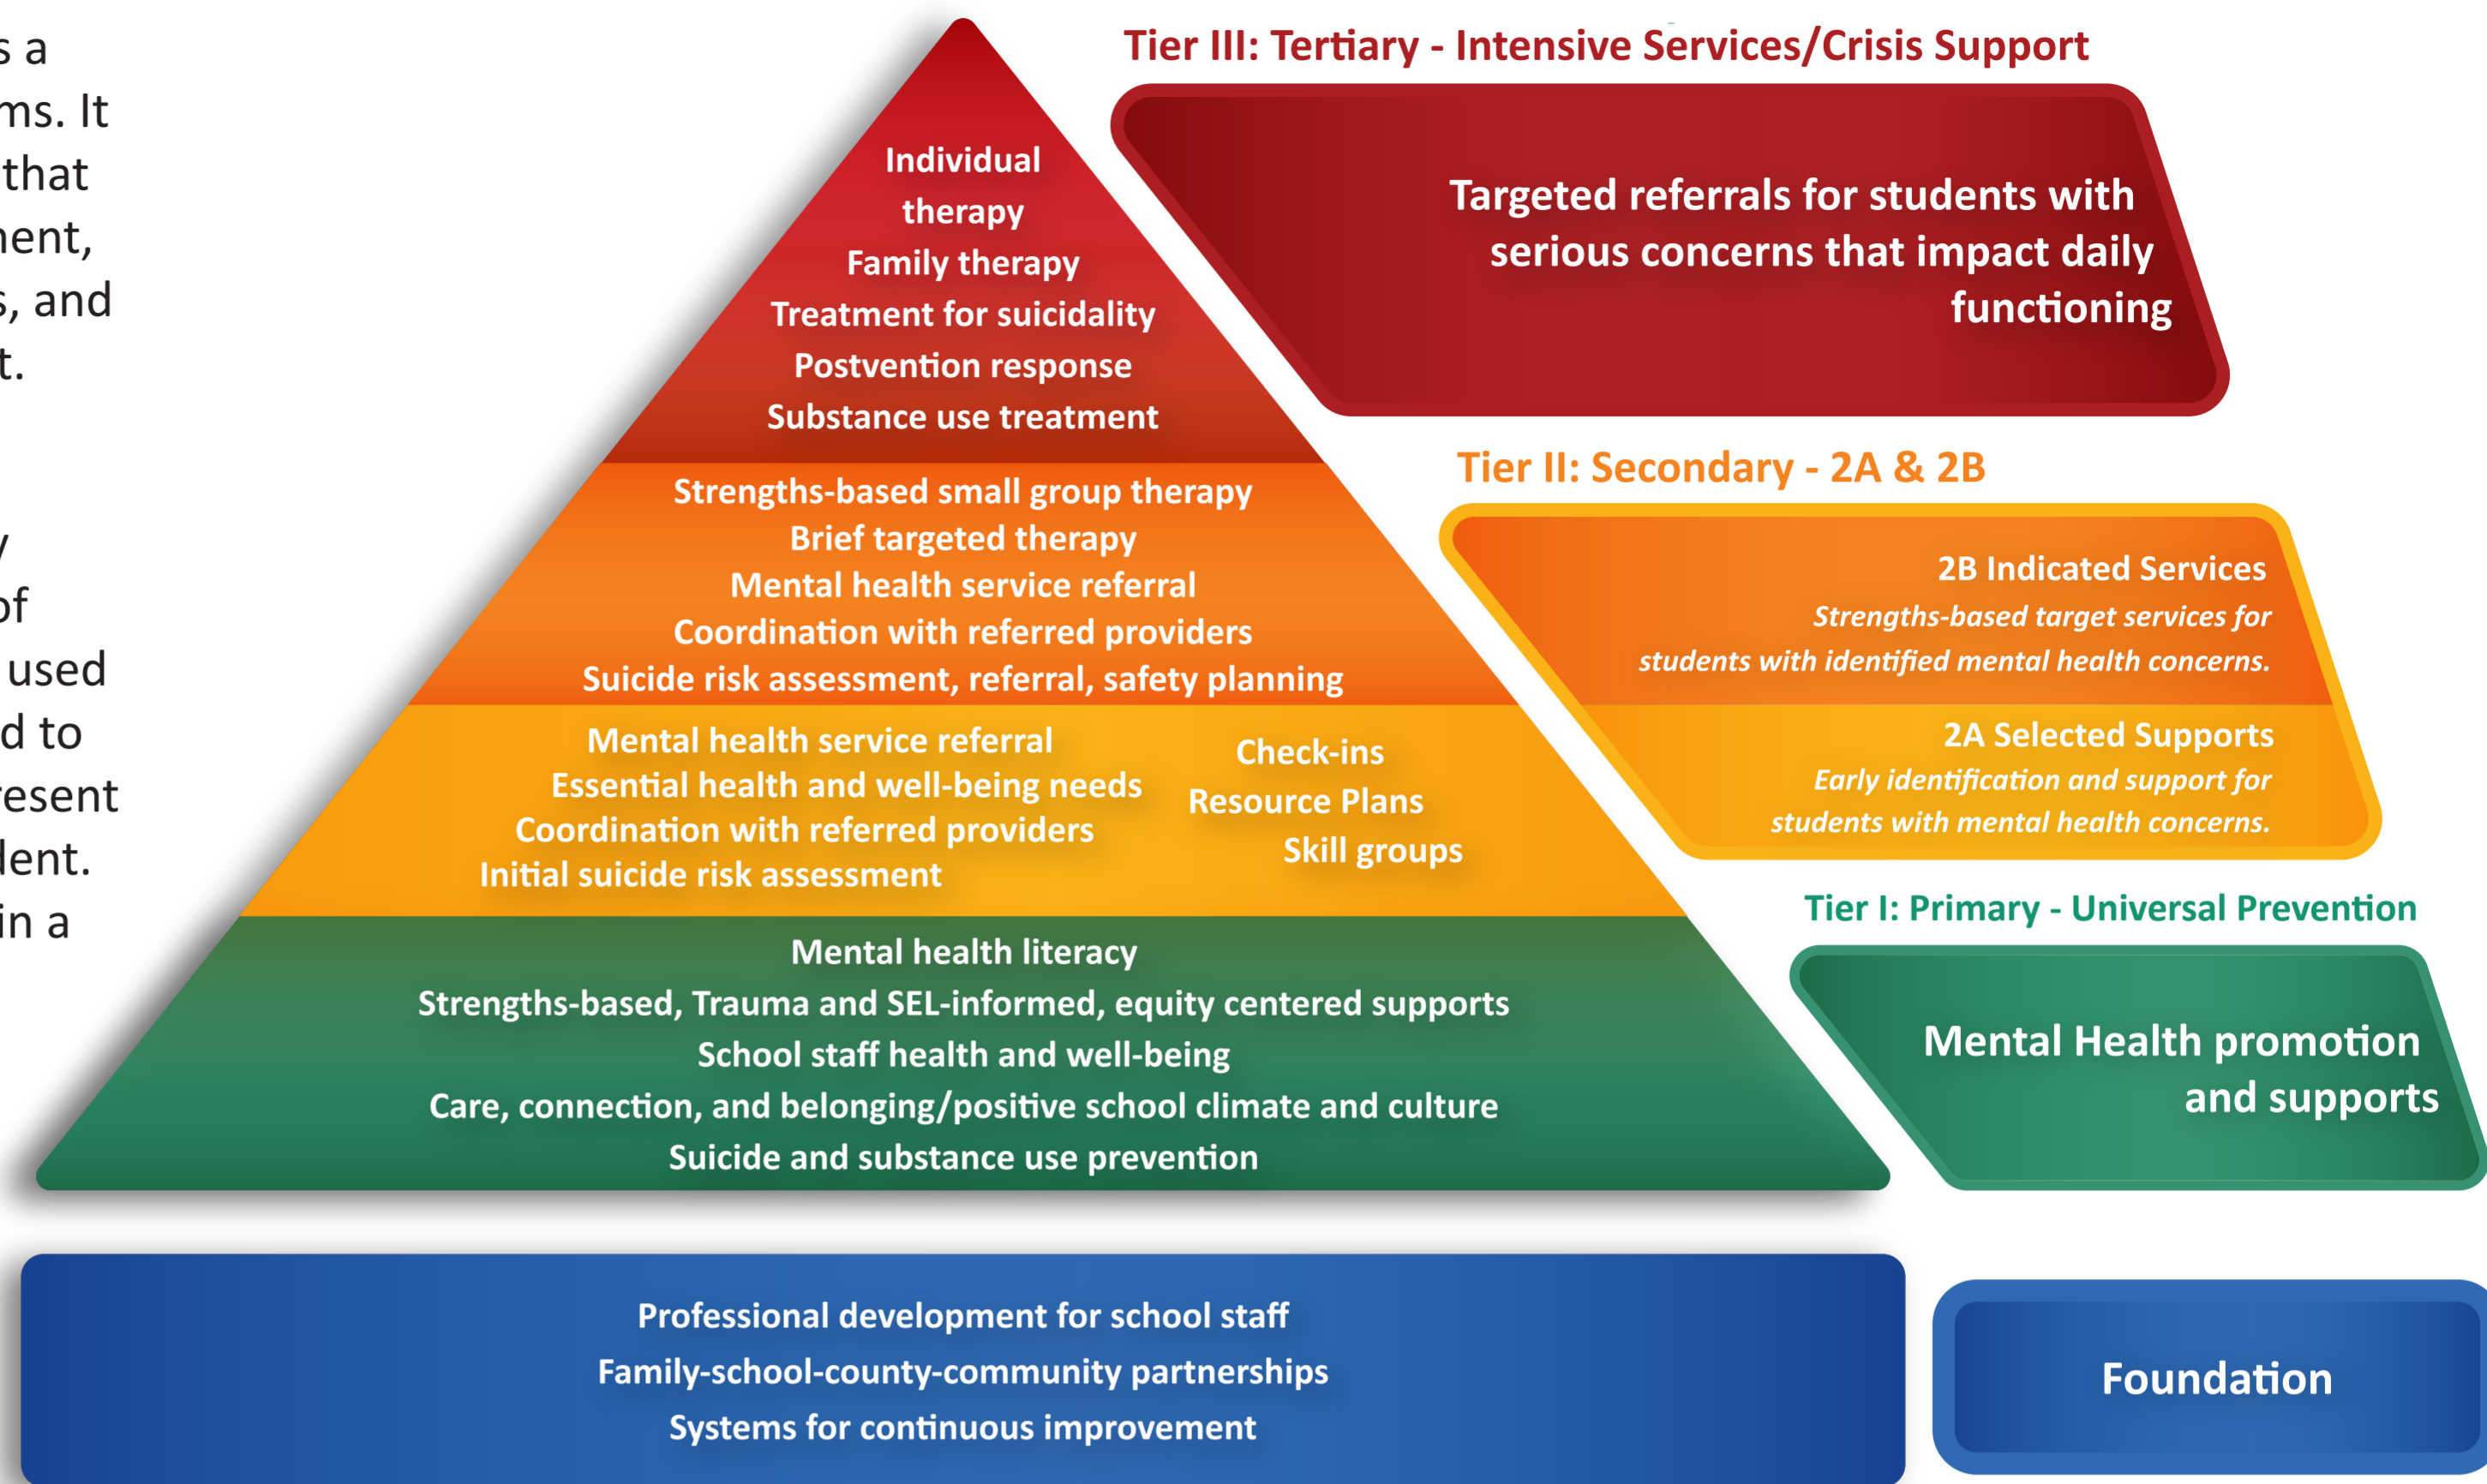 s a
ms. It
that
nent,
s, and
t.
y
of
used
d to
resent
dent.
in a
Tier III: Tertiary - Intensive Services/Crisis Support
Individual
therapy
Family therapy
Treatment for suicidality
Postvention response
Substance use treatment
Targeted referrals for students with
serious concerns that impact daily
functioning
Tier II: Secondary - 2A & 2B
Strengths-based small group therapy
Brief targeted therapy
Mental health service referral
Coordination with referred providers
Suicide risk assessment, referral, safety planning
2B Indicated Services
Strengths-based target services for
students with identified mental health concerns.
Mental health service referral
Essential health and well-being needs
Coordination with referred providers
Initial suicide risk assessment
Check-ins
Resource Plans
Skill groups
2A Selected Supports
Early identification and support for
students with mental health concerns.
Tier I: Primary - Universal Prevention
Mental health literacy
Strengths-based, Trauma and SEL-informed, equity centered supports
School staff health and well-being
Care, connection, and belonging/positive school climate and culture
Suicide and substance use prevention
Mental Health promotion
and supports
Professional development for school staff
Family-school-county-community partnerships
Systems for continuous improvement
Foundation